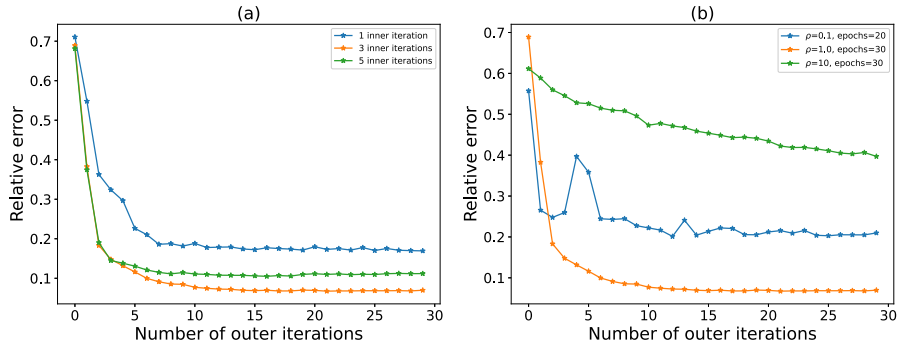 (a)
1 inner iteration
3 inner iterations
5 inner iterations
Relative error
0.7
0.6
0.5
0.4
0.3
0.2
0.1
0 5 10 15 20 25 30
Number of outer iterations
(b)
ρ=0.1, epochs=20
ρ=1.0, epochs=30
ρ=10, epochs=30
Relative error
0.7
0.6
0.5
0.4
0.3
0.2
0.1
0 5 10 15 20 25 30
Number of outer iterations